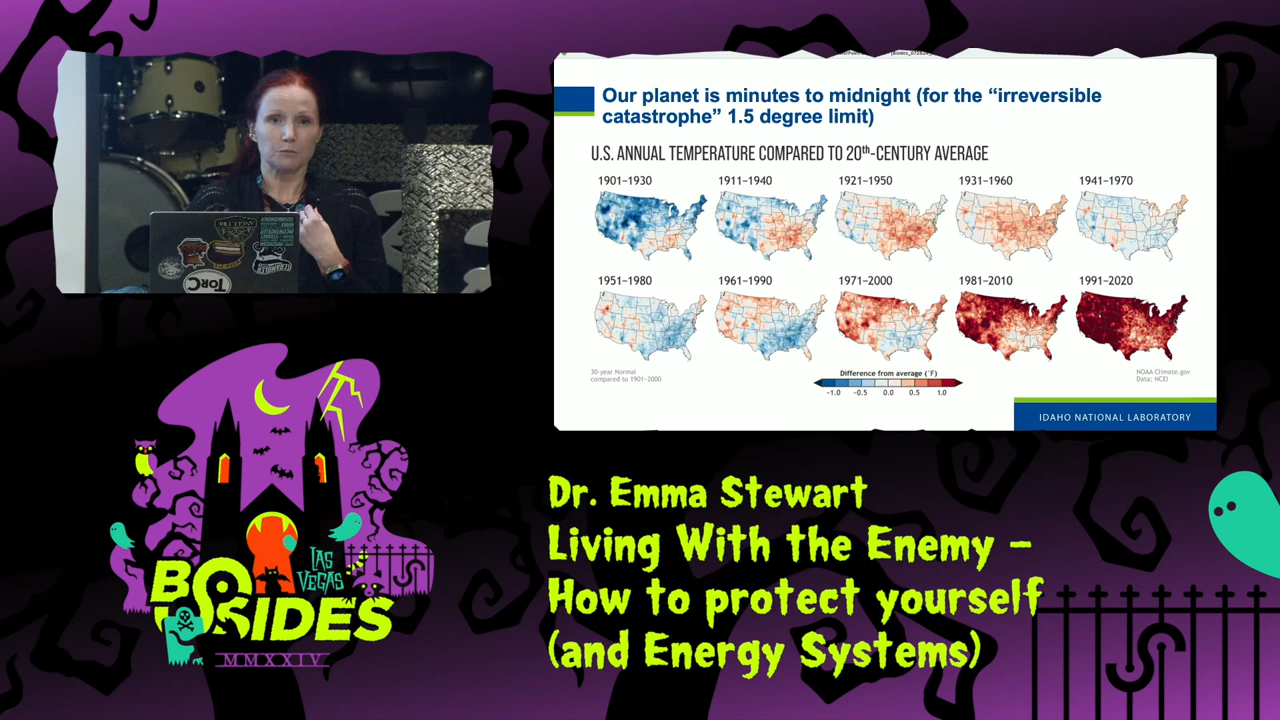 Our planet is minutes to midnight (for the “irreversible
catastrophe” 1.5 degree limit)
U.S. ANNUAL TEMPERATURE COMPARED TO 20th-CENTURY AVERAGE
1901–1930
1911–1940
1921–1950
1931–1960
1941–1970
1951–1980
1961–1990
1971–2000
1981–2010
1991–2020
30-year Normal
compared to 1901–2000
Difference from average (°F)
-1.0 -0.5 0.0 0.5 1.0
NOAA Climate.gov
Data: NCEI
IDAHO NATIONAL LABORATORY
TorC
LAS
VEGAS
BSIDES
MMXXIV
Dr. Emma Stewart
Living With the Enemy –
How to protect yourself
(and Energy Systems)